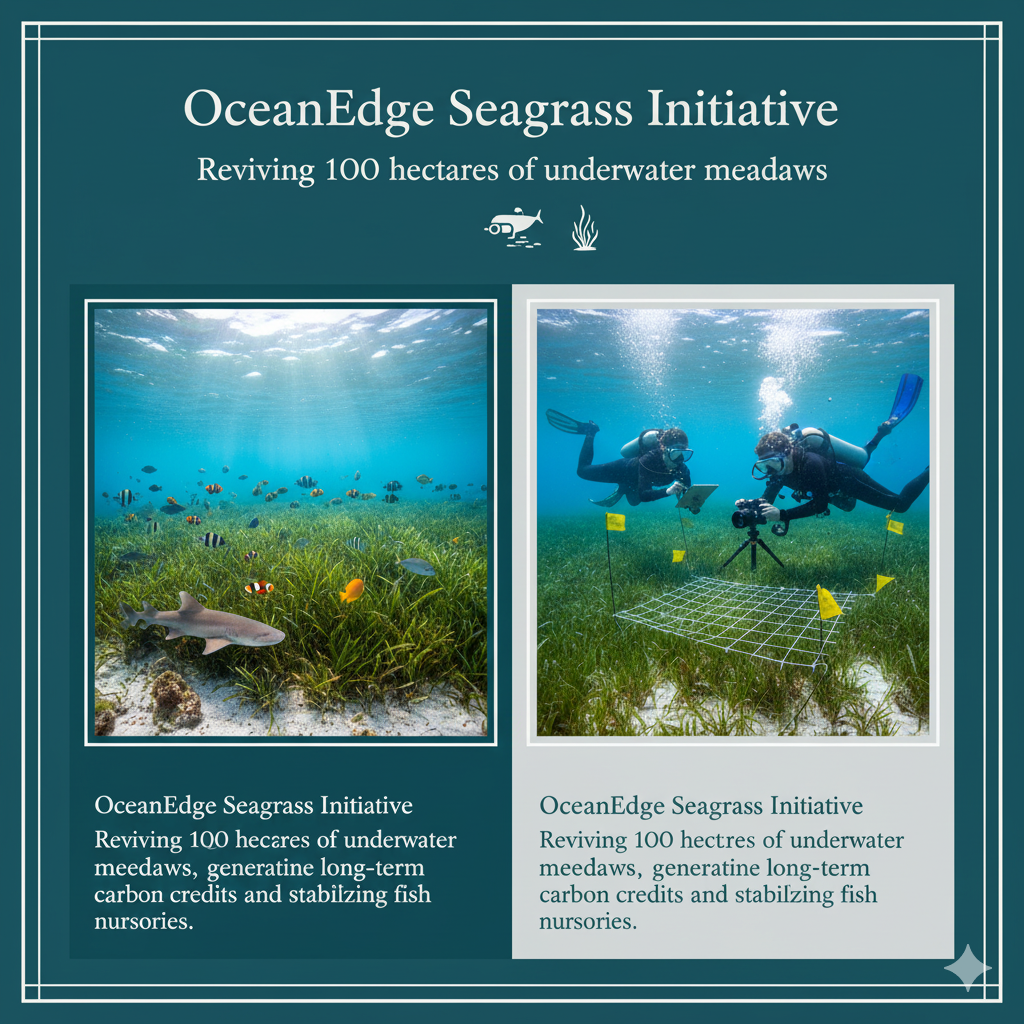 OceanEdge Seagrass Initiative
Reviving 100 hectares of underwater meadaws
OceanEdge Seagrass Initiative
Reviving 100 hecares of underwater
meedaws, generatine long-term
carbon credits and stabilzing fish
nursories.
OceanEdge Seagrass Initiative
Reviving 100 hectres of underwater
meedaws, generatine long-term
carbon credits and stabilzing fish
nursories.